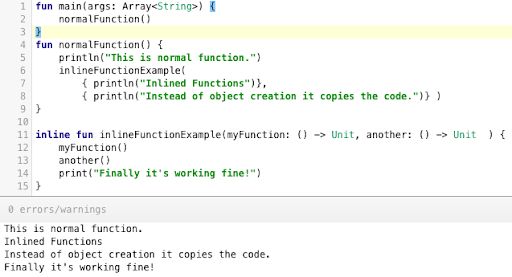 1 fun main(args: Array<String>) {
2     normalFunction()
3 }
4 fun normalFunction() {
5     println("This is normal function.")
6     inlineFunctionExample(
7         { println("Inlined Functions")},
8         { println("Instead of object creation it copies the code.")} )
9 }
10
11 inline fun inlineFunctionExample(myFunction: () -> Unit, another: () -> Unit  ) {
12     myFunction()
13     another()
14     print("Finally it's working fine!")
15 }
0 errors/warnings
This is normal function.
Inlined Functions
Instead of object creation it copies the code.
Finally it's working fine!